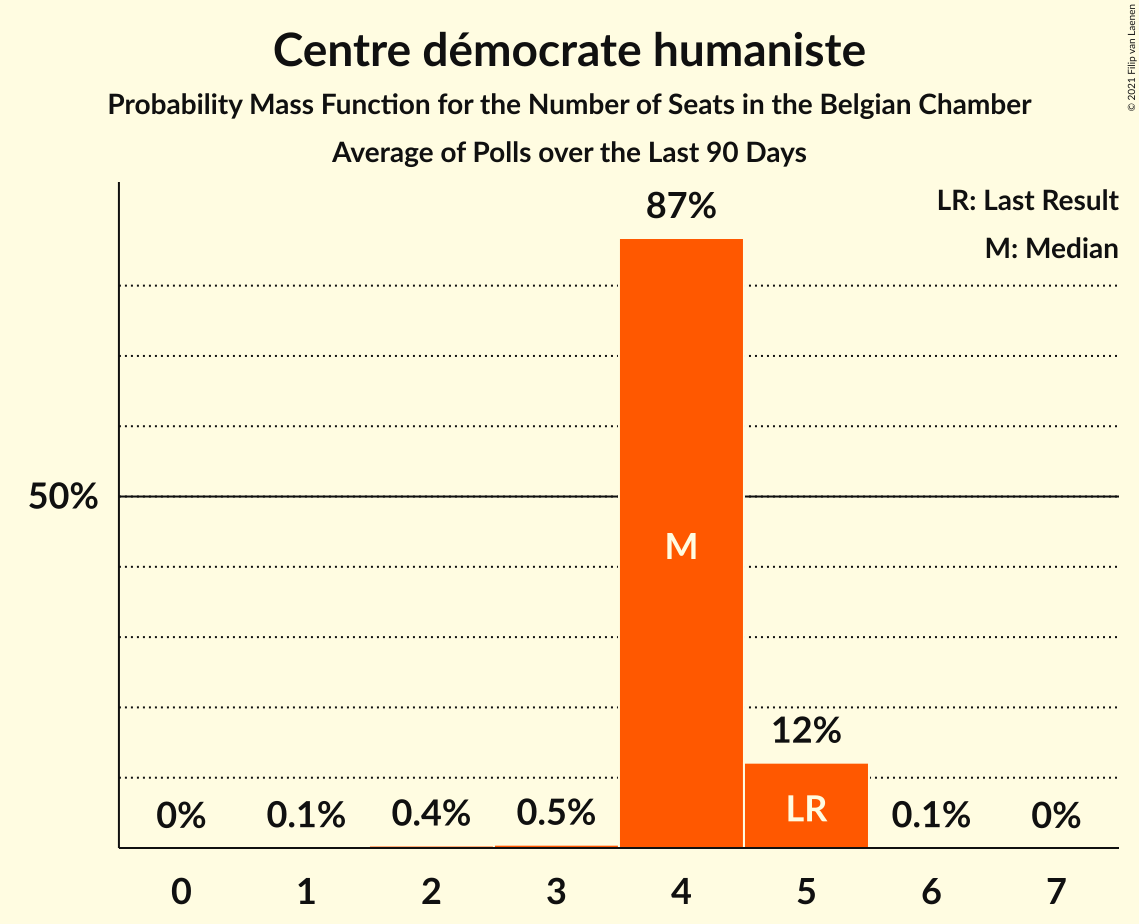 Centre démocrate humaniste
Probability Mass Function for the Number of Seats in the Belgian Chamber
Average of Polls over the Last 90 Days
© 2021 Filip van Laenen
LR: Last Result
M: Median
87%
50%
M
12%
0% 0.1% 0.4% 0.5% LR 0.1% 0%
0 1 2 3 4 5 6 7